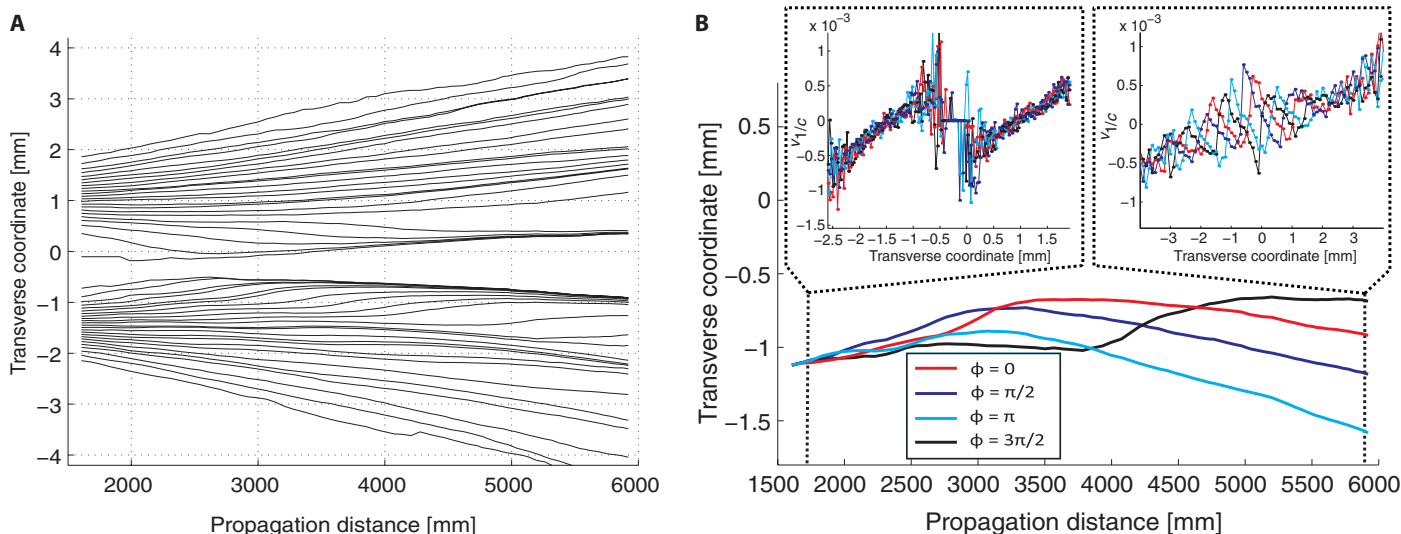 A
4
3
2
1
0
−1
−2
−3
−4
Transverse coordinate [mm]
2000 3000 4000 5000 6000
Propagation distance [mm]
B
x 10⁻³
1
0.5
0
−0.5
−1
−1.5
v1/c
−2.5 −2 −1.5 −1 −0.5 0 0.5 1 1.5
Transverse coordinate [mm]
x 10⁻³
1
0.5
0
−0.5
−1
v1/c
−3 −2 −1 0 1 2 3
Transverse coordinate [mm]
0.5
0
−0.5
−1
−1.5
Transverse coordinate [mm]
ϕ = 0
ϕ = π/2
ϕ = π
ϕ = 3π/2
1500 2000 2500 3000 3500 4000 4500 5000 5500 6000
Propagation distance [mm]